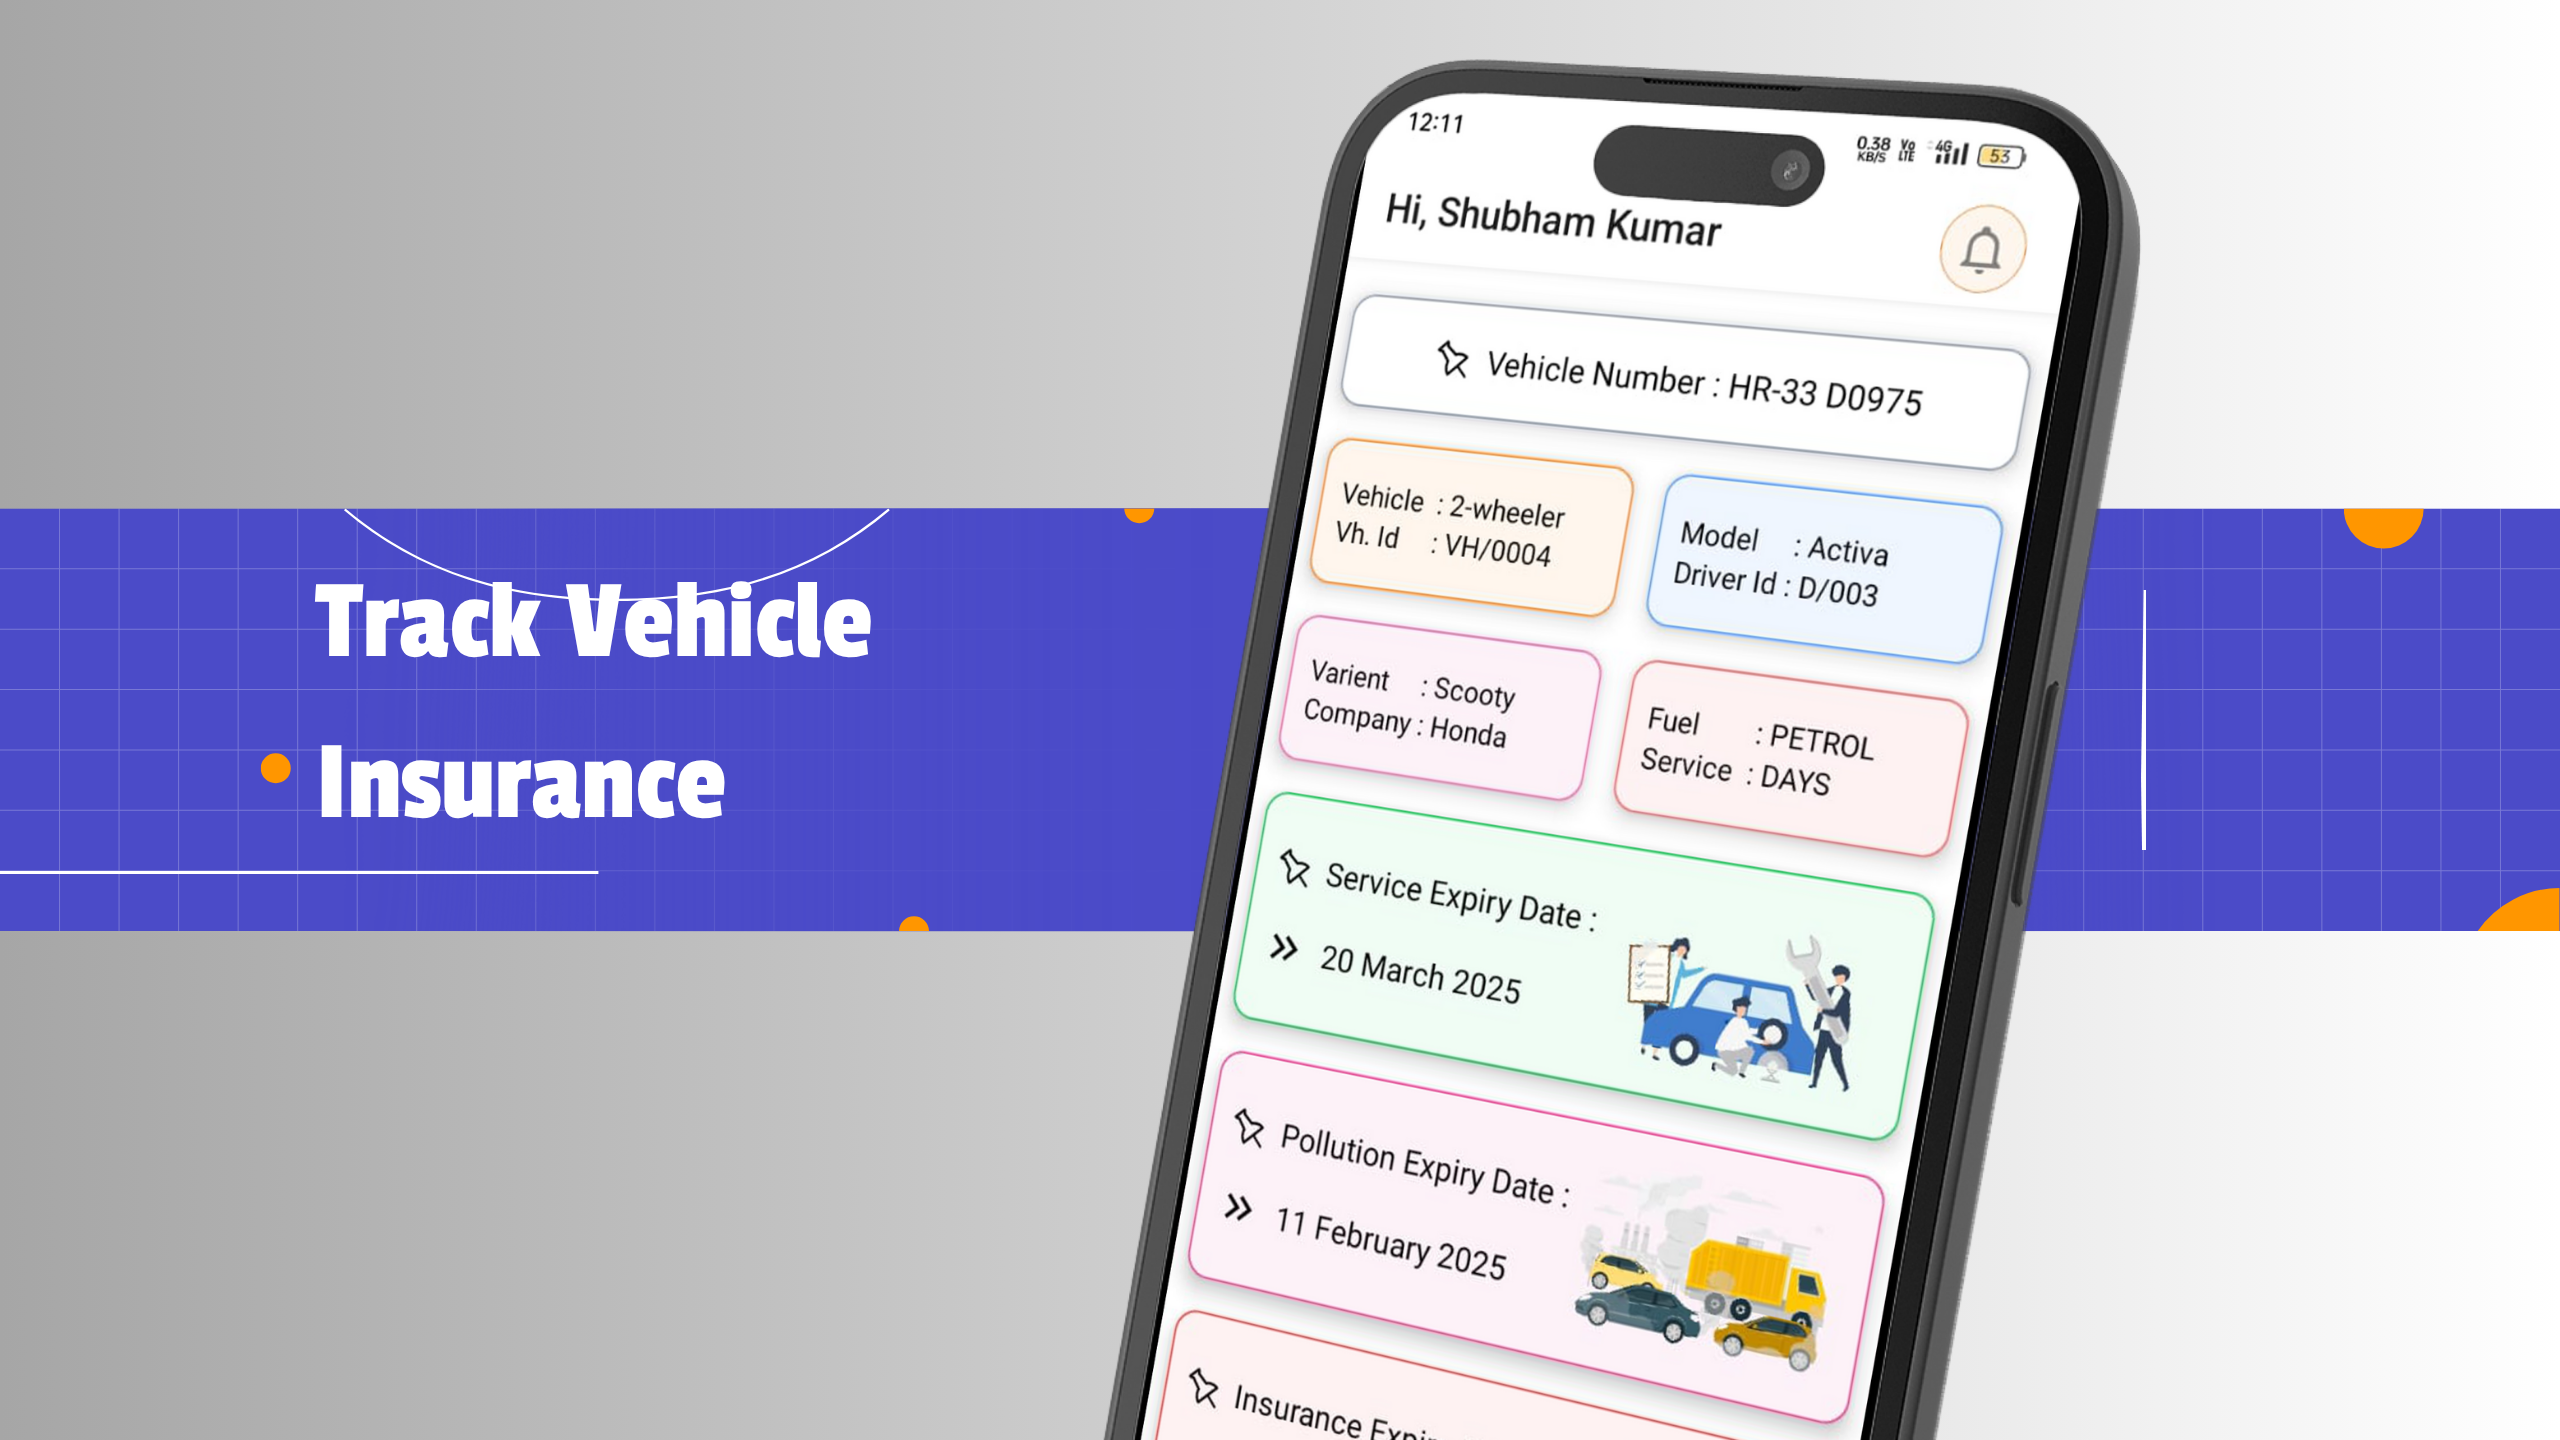 Track Vehicle
Insurance
12:11
0.38 KB/S Vo LTE 4G 53
Hi, Shubham Kumar
Vehicle Number : HR-33 D0975
Vehicle : 2-wheeler
Vh. Id : VH/0004
Model : Activa
Driver Id : D/003
Varient : Scooty
Company : Honda
Fuel : PETROL
Service : DAYS
Service Expiry Date :
» 20 March 2025
Pollution Expiry Date :
» 11 February 2025
Insurance